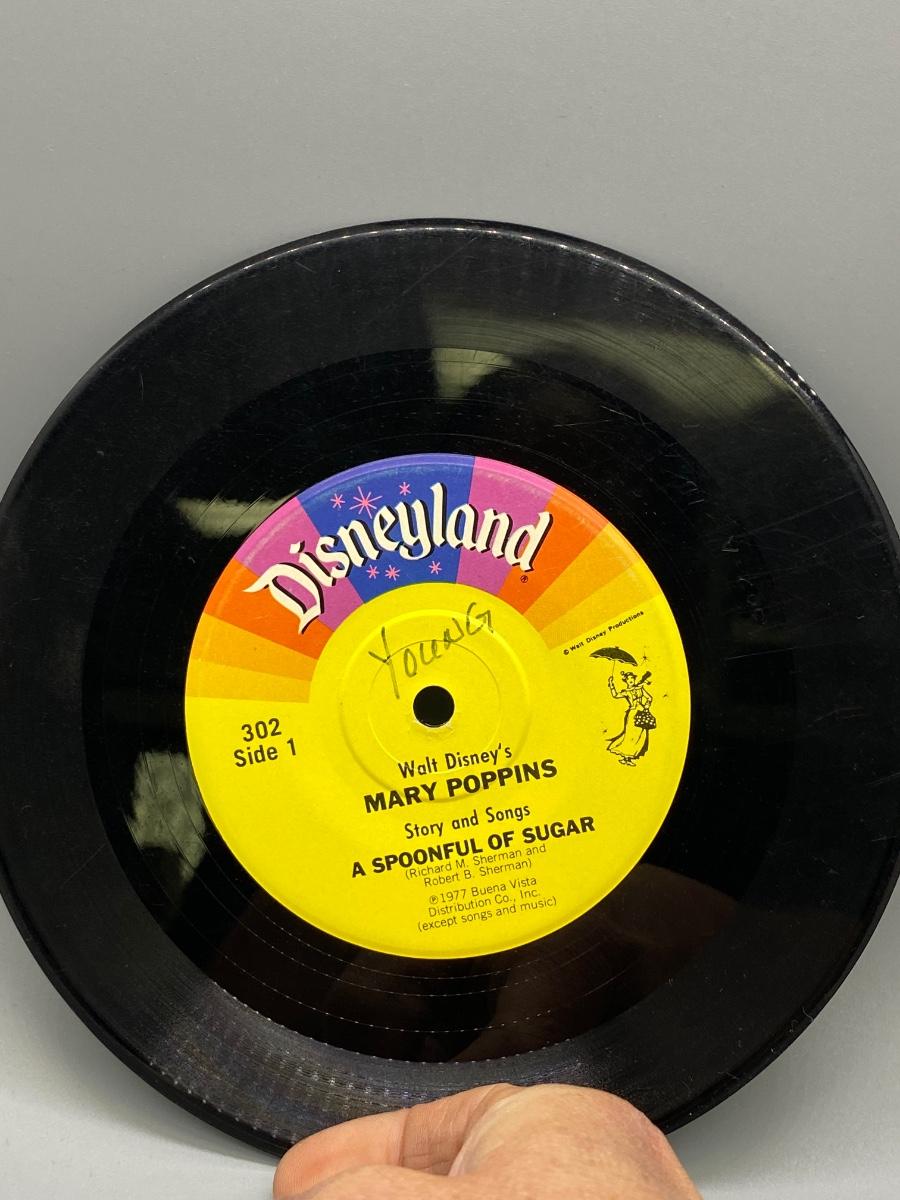 Disneyland®
YOUNG
© Walt Disney Productions
302
Side 1
Walt Disney's
MARY POPPINS
Story and Songs
A SPOONFUL OF SUGAR
(Richard M. Sherman and
Robert B. Sherman)
℗1977 Buena Vista
Distribution Co., Inc.
(except songs and music)